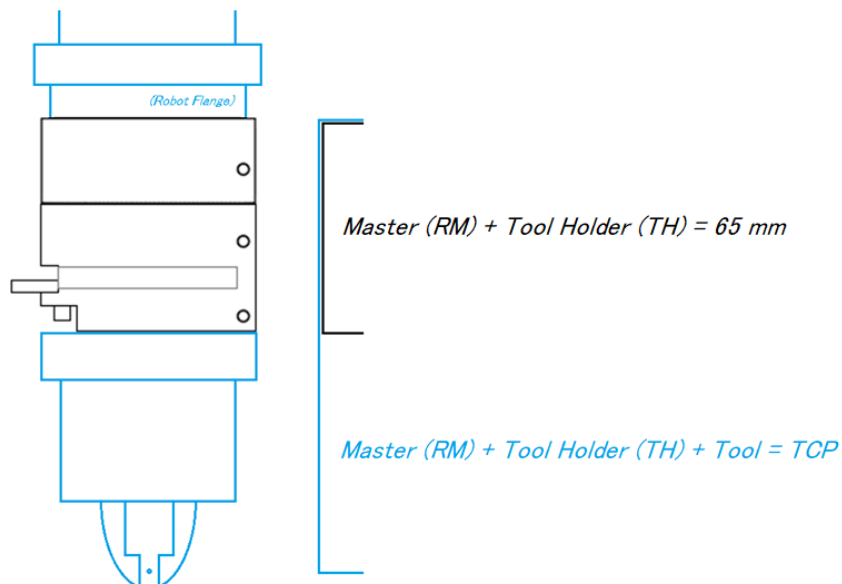 (Robot Flange)
Master (RM) + Tool Holder (TH) = 65 mm
Master (RM) + Tool Holder (TH) + Tool = TCP